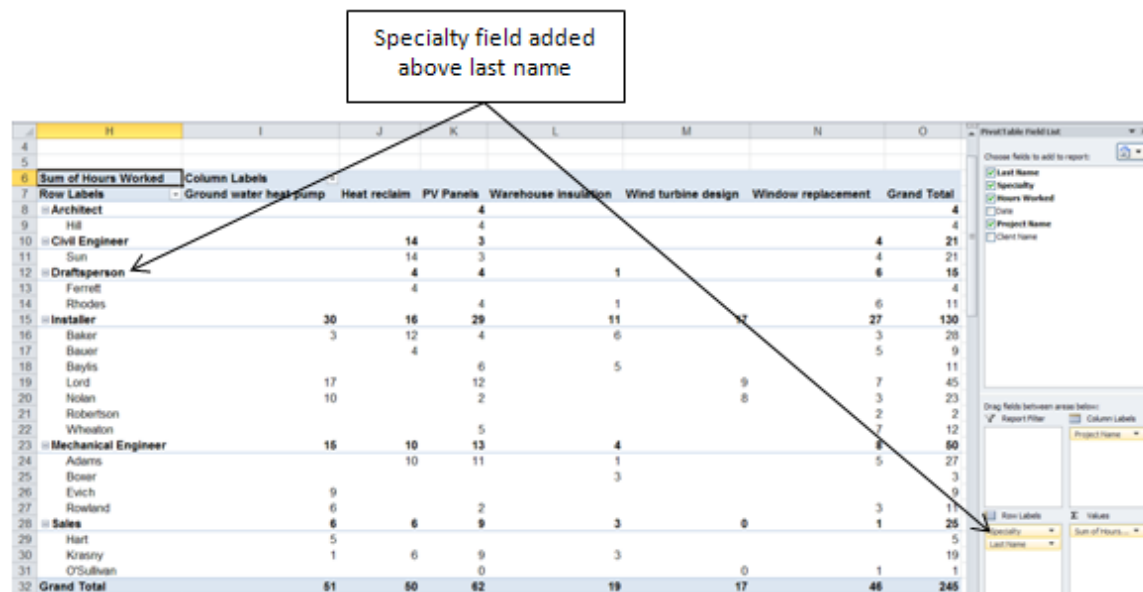 Specialty field added
above last name
H I J K L M N O
PivotTable Field List
4
5
Choose fields to add to report:
6 Sum of Hours Worked Column Labels
Last Name
7 Row Labels Ground water heat pump Heat reclaim PV Panels Warehouse insulation Wind turbine design Window replacement Grand Total
Specialty
Hours Worked
8 Architect 4 4
Date
9 Hill 4 4
Project Name
10 Civil Engineer 14 3 4 21
Client Name
11 Sun 14 3 4 21
12 Draftsperson 4 4 1 6 15
13 Ferrett 4 4
14 Rhodes 4 1 6 11
15 Installer 30 16 29 11 17 27 130
16 Baker 3 12 4 6 3 28
17 Bauer 4 5 9
18 Baylis 6 5 11
19 Lord 17 12 9 7 45
20 Nolan 10 2 8 3 23
21 Robertson 2 2
22 Wheaton 5 7 12
23 Mechanical Engineer 15 10 13 4 8 50
24 Adams 10 11 1 5 27
25 Boxer 3 3
26 Evich 9 9
27 Rowland 6 2 3 11
28 Sales 6 6 9 3 0 1 25
29 Hart 5 5
30 Krasny 1 6 9 3 19
31 O'Sullivan 0 0 1 1
32 Grand Total 51 50 62 19 17 46 245
Drag fields between areas below:
Report Filter Column Labels
Project Name
Row Labels Σ Values
Specialty Sum of Hours...
Last Name